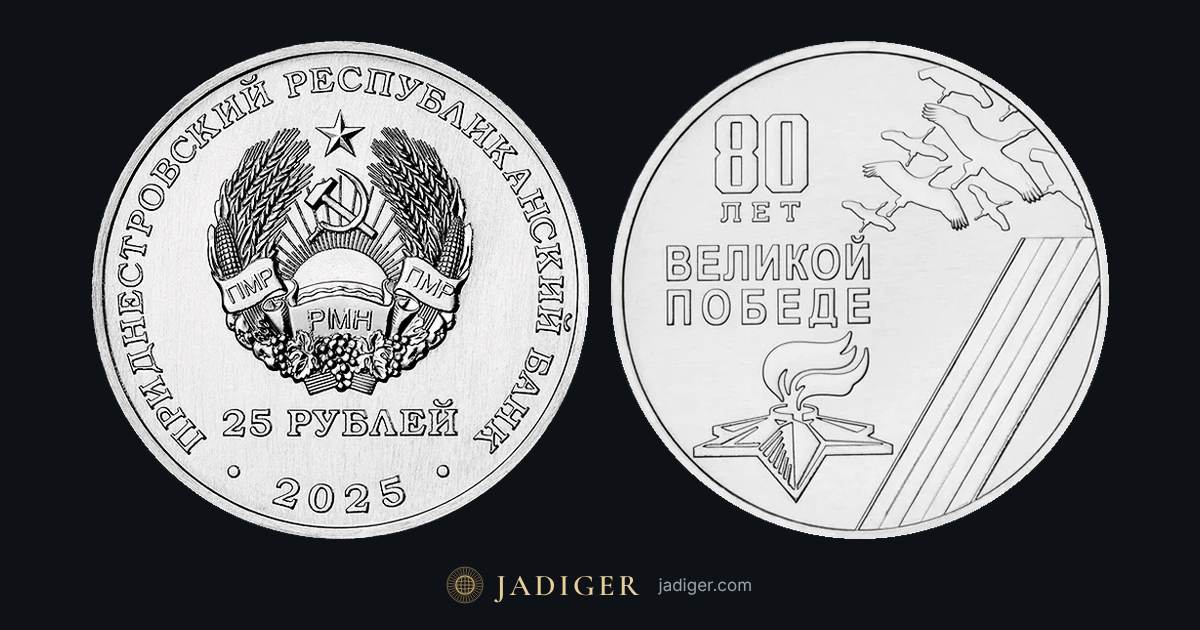 ПРИДНЕСТРОВСКИЙ РЕСПУБЛИКАНСКИЙ БАНК
ПМР
ПМР
РМН
25 РУБЛЕЙ
2025
80
ЛЕТ
ВЕЛИКОЙ
ПОБЕДЕ
JADIGER jadiger.com